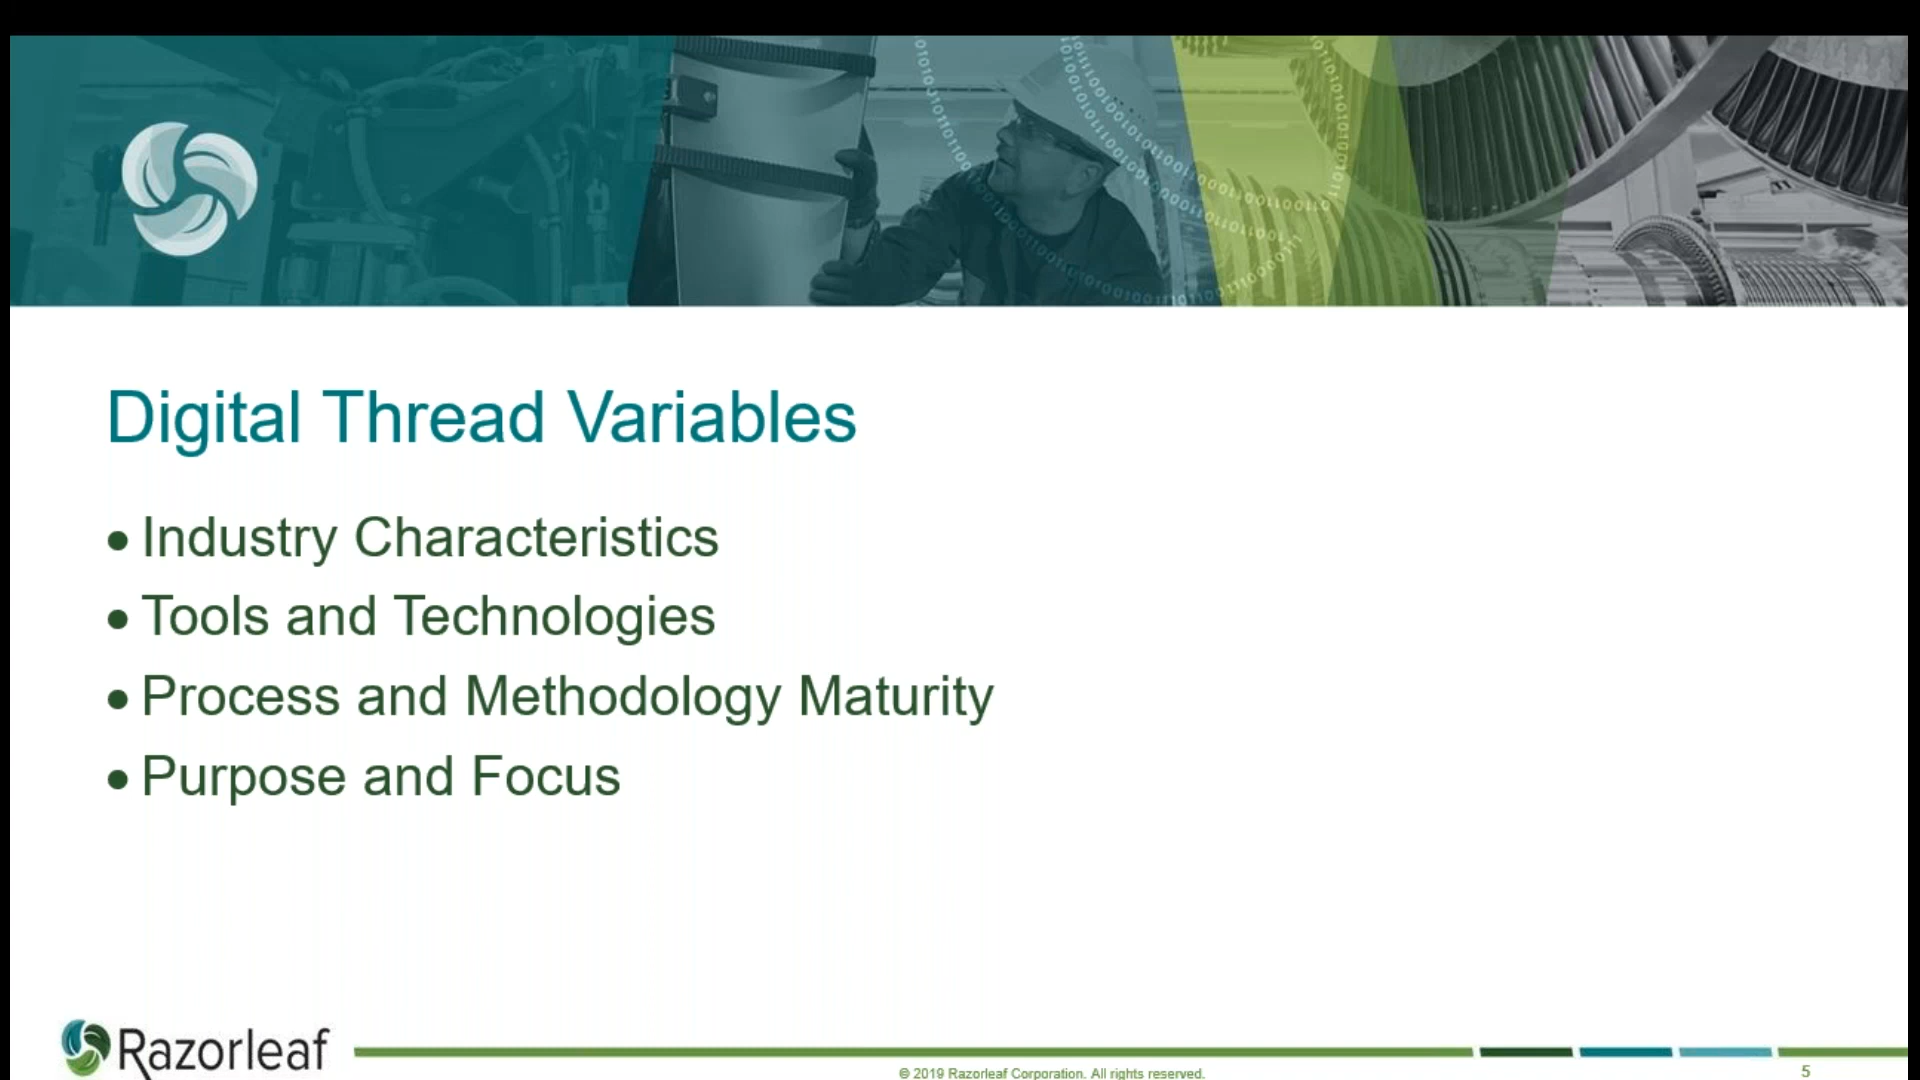 Digital Thread Variables
• Industry Characteristics
• Tools and Technologies
• Process and Methodology Maturity
• Purpose and Focus
Razorleaf
© 2019 Razorleaf Corporation. All rights reserved.
5